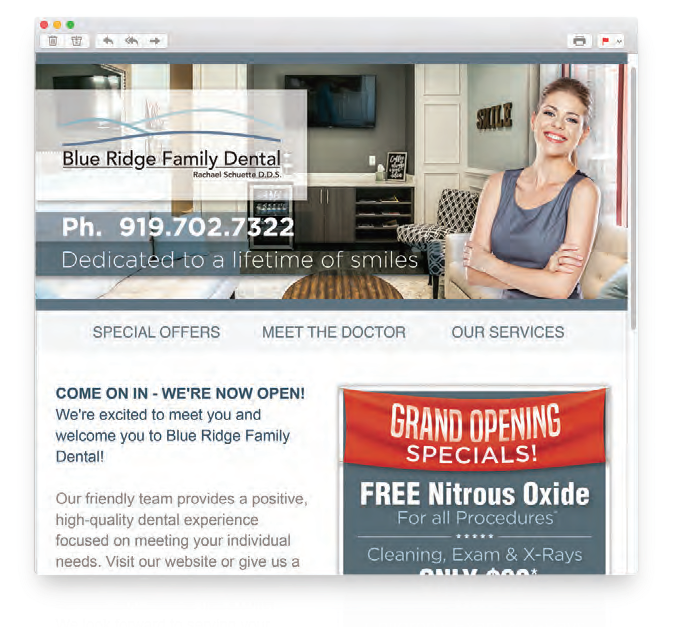 Blue Ridge Family Dental
Rachael Schuette D.D.S.
SMILE
Ph. 919.702.7322
Dedicated to a lifetime of smiles
SPECIAL OFFERS MEET THE DOCTOR OUR SERVICES
COME ON IN - WE'RE NOW OPEN!
We're excited to meet you and
welcome you to Blue Ridge Family
Dental!
Our friendly team provides a positive,
high-quality dental experience
focused on meeting your individual
needs. Visit our website or give us a
GRAND OPENING
SPECIALS!
FREE Nitrous Oxide
For all Procedures*
Cleaning, Exam & X-Rays